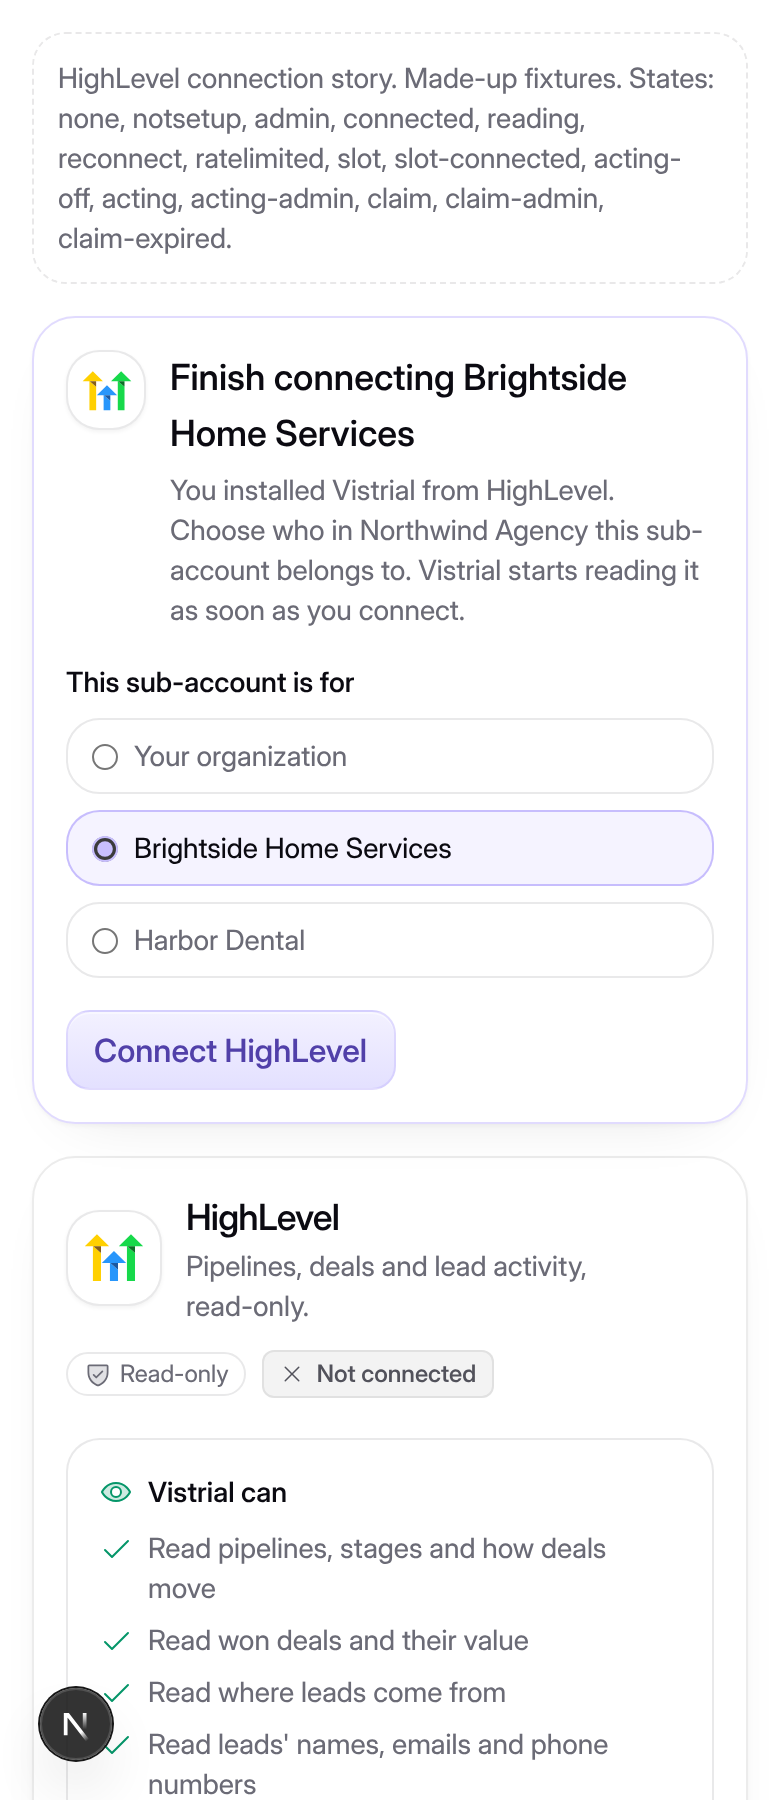 HighLevel connection story. Made-up fixtures. States:
none, notsetup, admin, connected, reading,
reconnect, ratelimited, slot, slot-connected, acting-
off, acting, acting-admin, claim, claim-admin,
claim-expired.
Finish connecting Brightside
Home Services
You installed Vistrial from HighLevel.
Choose who in Northwind Agency this sub-
account belongs to. Vistrial starts reading it
as soon as you connect.
This sub-account is for
Your organization
Brightside Home Services
Harbor Dental
Connect HighLevel
HighLevel
Pipelines, deals and lead activity,
read-only.
Read-only
Not connected
Vistrial can
Read pipelines, stages and how deals
move
Read won deals and their value
Read where leads come from
Read leads' names, emails and phone
numbers
N